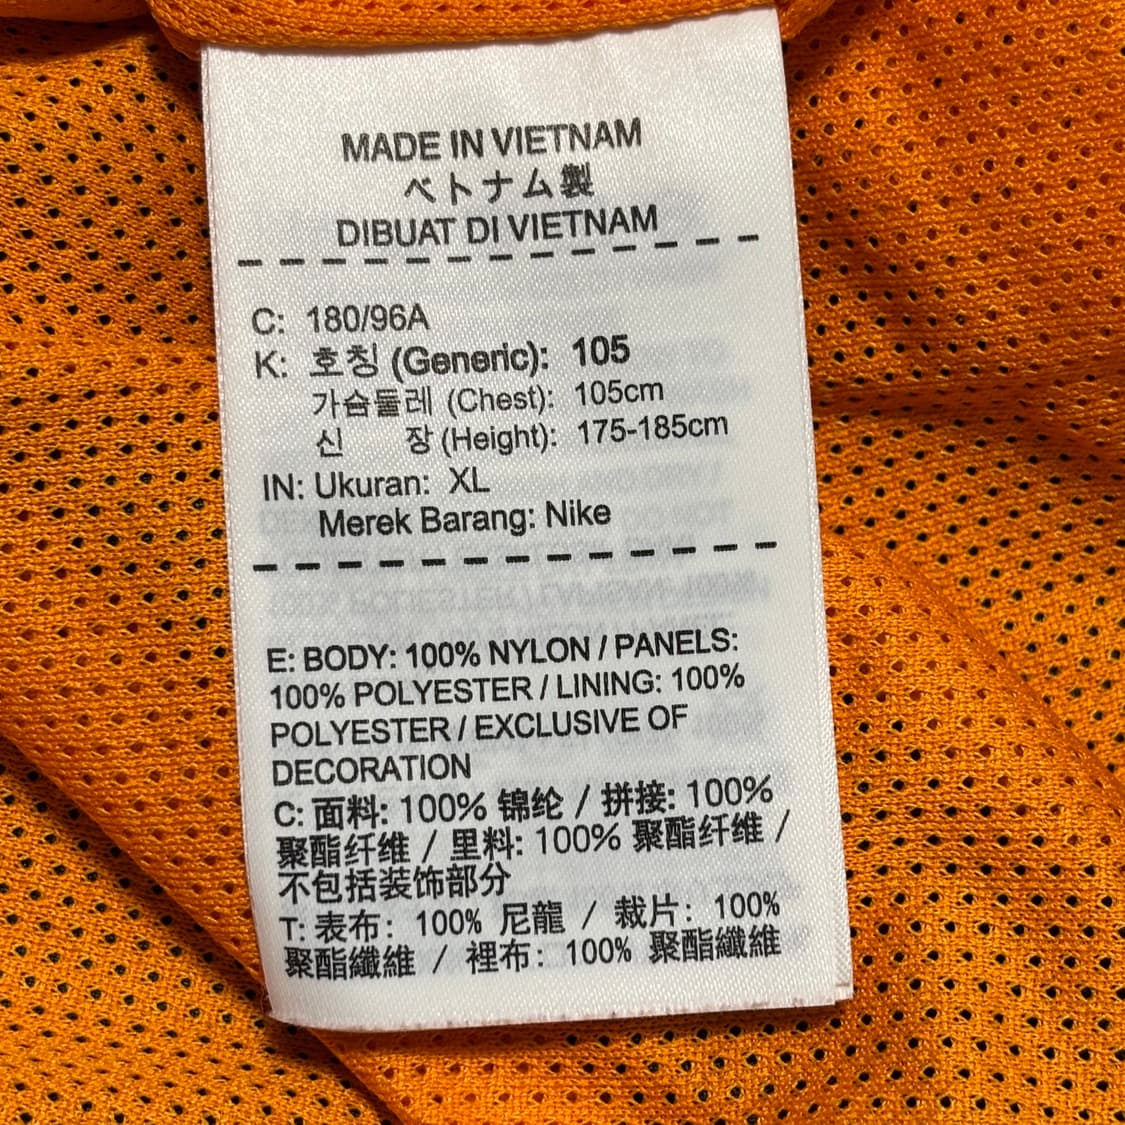 MADE IN VIETNAM
ベトナム製
DIBUAT DI VIETNAM
C: 180/96A
K: 호칭 (Generic): 105
가슴둘레 (Chest): 105cm
신 장 (Height): 175-185cm
IN: Ukuran: XL
Merek Barang: Nike
E: BODY: 100% NYLON / PANELS:
100% POLYESTER / LINING: 100%
POLYESTER / EXCLUSIVE OF
DECORATION
C: 面料: 100% 锦纶 / 拼接: 100%
聚酯纤维 / 里料: 100% 聚酯纤维 /
不包括装饰部分
T: 表布: 100% 尼龍 / 裁片: 100%
聚酯纖維 / 裡布: 100% 聚酯纖維